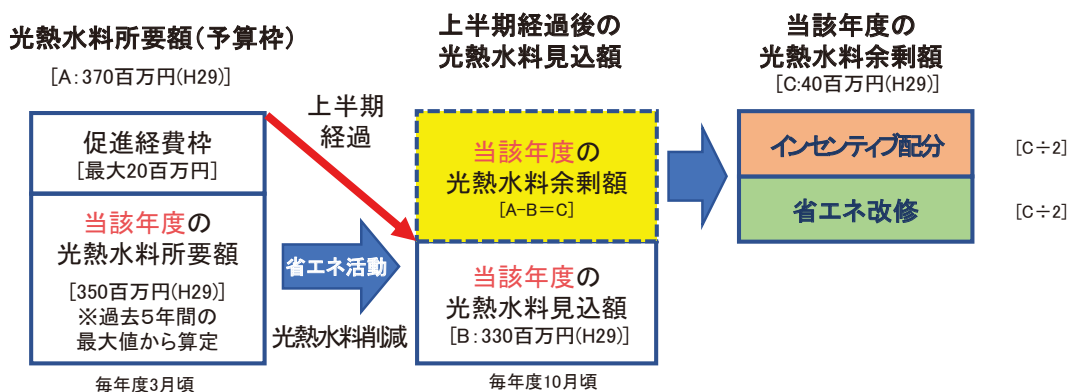 光熱水料所要額(予算枠)
[A:370百万円(H29)]
促進経費枠
[最大20百万円]
当該年度の
光熱水料所要額
[350百万円(H29)]
※過去5年間の
最大値から算定
毎年度3月頃
上半期
経過
省エネ活動
光熱水料削減
上半期経過後の
光熱水料見込額
当該年度の
光熱水料余剰額
[A-B=C]
当該年度の
光熱水料見込額
[B:330百万円(H29)]
毎年度10月頃
当該年度の
光熱水料余剰額
[C:40百万円(H29)]
インセンティブ配分
[C÷2]
省エネ改修
[C÷2]